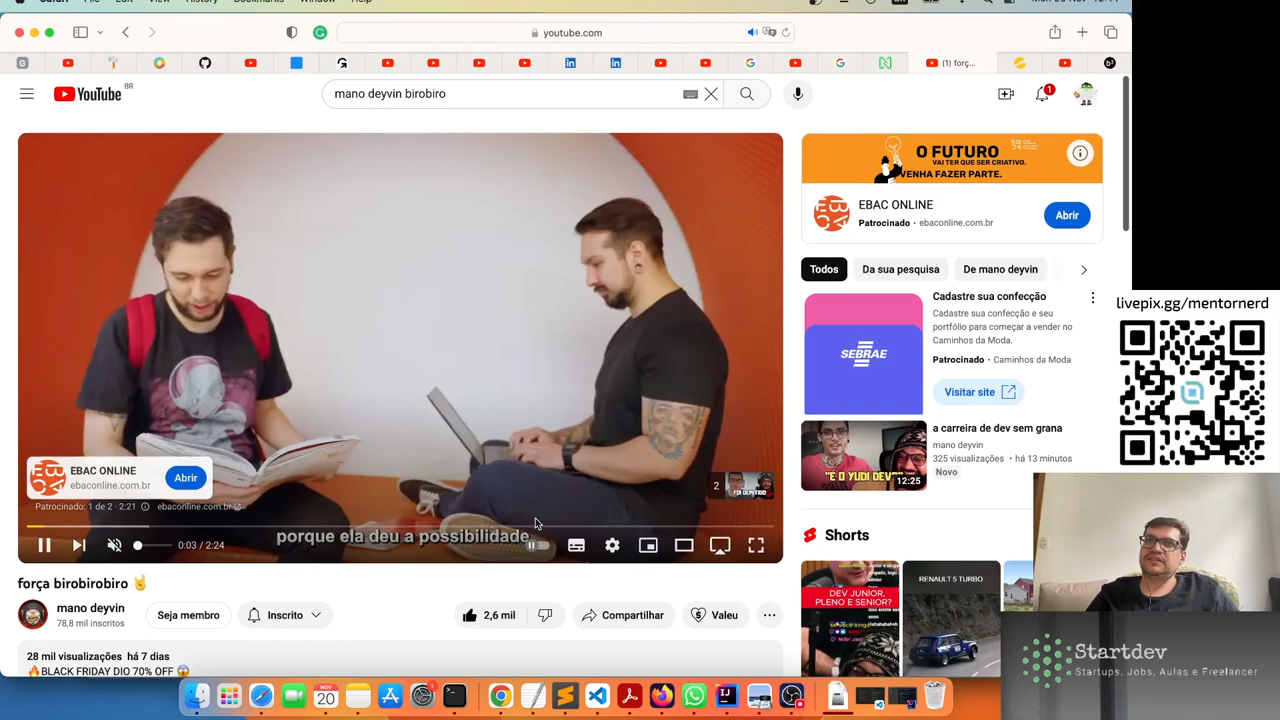 youtube.com
(1) forç...
YouTube BR
mano deyvin birobiro
1
O FUTURO
VAI TER QUE SER CRIATIVO.
VENHA FAZER PARTE.
EBAC ONLINE
Patrocinado · ebaconline.com.br
Abrir
Todos
Da sua pesquisa
De mano deyvin
Cadastre sua confecção
Cadastre sua confecção e seu
portfólio para começar a vender no
Caminhos da Moda.
Patrocinado · Caminhos da Moda
Visitar site
SEBRAE
livepix.gg/mentornerd
a carreira de dev sem grana
mano deyvin
325 visualizações · há 13 minutos
Novo
"E O YUDI DEV?"
12:25
EBAC ONLINE
ebaconline.com.br
Abrir
2
Patrocinado: 1 de 2 · 2:21
ebaconline.com.br
porque ela deu a possibilidade
0:03 / 2:24
Shorts
DEV JUNIOR,
PLENO E SENIOR?
RENAULT 5 TURBO
força birobirobiro 🤘
mano deyvin
78,8 mil inscritos
Seja membro
Inscrito
2,6 mil
Compartilhar
Valeu
28 mil visualizações há 7 dias
🔥BLACK FRIDAY DIO 70% OFF 😱
NOV
20
Startdev
Startups, Jobs, Aulas e Freelancer